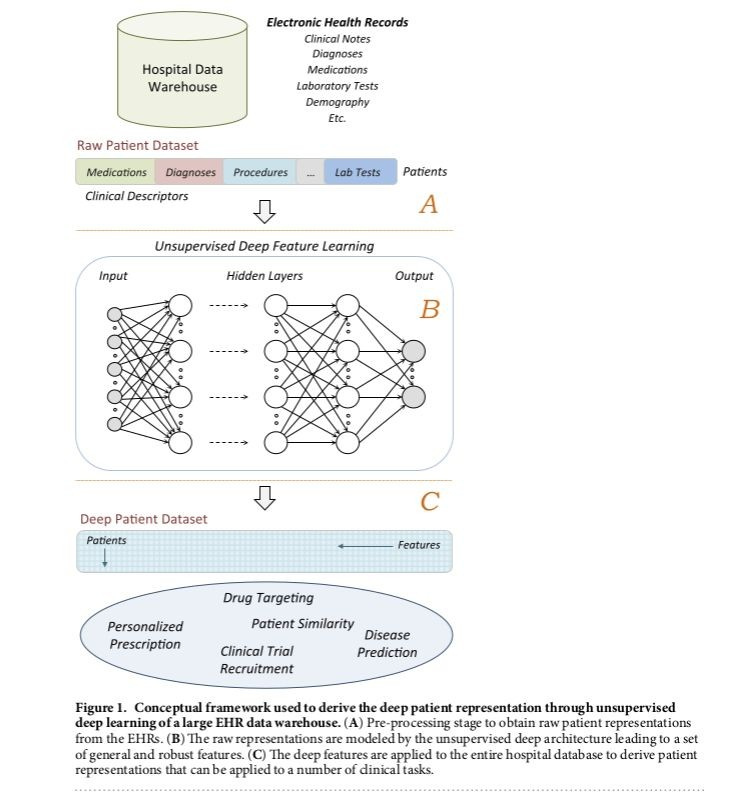 Electronic Health Records
Clinical Notes
Diagnoses
Medications
Laboratory Tests
Demography
Etc.
Hospital Data
Warehouse
Raw Patient Dataset
Medications Diagnoses Procedures ... Lab Tests Patients
Clinical Descriptors
A
Unsupervised Deep Feature Learning
Input Hidden Layers Output
B
C
Deep Patient Dataset
Patients Features
Drug Targeting
Personalized
Prescription
Patient Similarity
Clinical Trial
Recruitment
Disease
Prediction
Figure 1. Conceptual framework used to derive the deep patient representation through unsupervised
deep learning of a large EHR data warehouse. (A) Pre-processing stage to obtain raw patient representations
from the EHRs. (B) The raw representations are modeled by the unsupervised deep architecture leading to a set
of general and robust features. (C) The deep features are applied to the entire hospital database to derive patient
representations that can be applied to a number of clinical tasks.